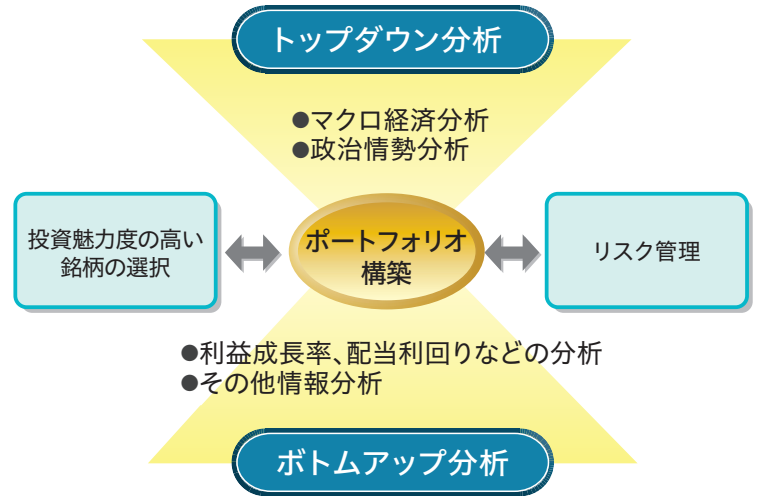 トップダウン分析
●マクロ経済分析
●政治情勢分析
投資魅力度の高い
銘柄の選択
ポートフォリオ
構築
リスク管理
●利益成長率、配当利回りなどの分析
●その他情報分析
ボトムアップ分析